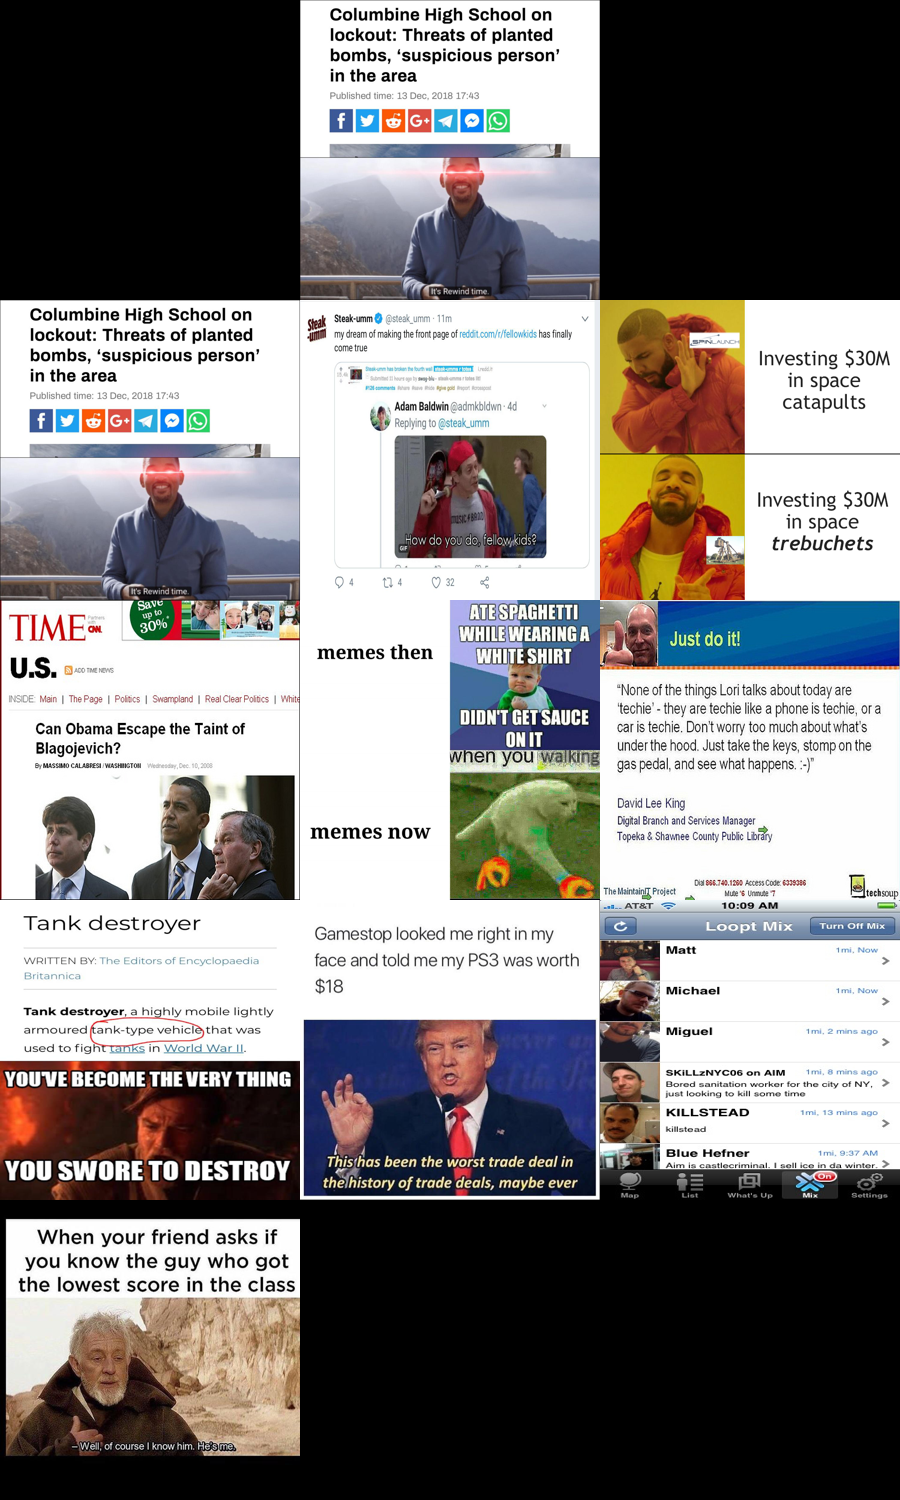 Columbine High School on
lockout: Threats of planted
bombs, ‘suspicious person’
in the area
Published time: 13 Dec, 2018 17:43
It's Rewind time.
Columbine High School on
lockout: Threats of planted
bombs, ‘suspicious person’
in the area
Published time: 13 Dec, 2018 17:43
It's Rewind time.
Steak-umm
Steak-umm @steak_umm · 11m
my dream of making the front page of reddit.com/r/fellowkids has finally
come true
Steak-umm has broken the fourth wall
Adam Baldwin @admkbldwn · 4d
Replying to @steak_umm
How do you do, fellow kids?
GIF
4 4 32
SPINLAUNCH
Investing $30M
in space
catapults
Investing $30M
in space
trebuchets
TIME Partners with CNN
Save
up to
30%*
U.S. ADD TIME NEWS
INSIDE: Main | The Page | Politics | Swampland | Real Clear Politics | White
Can Obama Escape the Taint of
Blagojevich?
By MASSIMO CALABRESI / WASHINGTON Wednesday, Dec. 10, 2008
memes then
ATE SPAGHETTI
WHILE WEARING A
WHITE SHIRT
DIDN'T GET SAUCE
ON IT
when you walking
memes now
Just do it!
“None of the things Lori talks about today are
‘techie’ - they are techie like a phone is techie, or a
car is techie. Don’t worry too much about what’s
under the hood. Just take the keys, stomp on the
gas pedal, and see what happens. :-)”
David Lee King
Digital Branch and Services Manager
Topeka & Shawnee County Public Library
The MaintainIT Project
Dial 866.740.1260 Access Code: 6339386
Mute *6 Unmute *7
techsoup
Tank destroyer
WRITTEN BY: The Editors of Encyclopaedia
Britannica
Tank destroyer, a highly mobile lightly
armoured tank-type vehicle that was
used to fight tanks in World War II.
YOU'VE BECOME THE VERY THING
YOU SWORE TO DESTROY
Gamestop looked me right in my
face and told me my PS3 was worth
$18
This has been the worst trade deal in
the history of trade deals, maybe ever
AT&T 10:09 AM
Loopt Mix Turn Off Mix
Matt 1mi, Now
Michael 1mi, Now
Miguel 1mi, 2 mins ago
SKiLLzNYC06 on AIM 1mi, 8 mins ago
Bored sanitation worker for the city of NY,
just looking to kill some time
KILLSTEAD 1mi, 13 mins ago
killstead
Blue Hefner 1mi, 9:37 AM
Aim is castlecriminal. I sell ice in da winter.
On
Map List What's Up Mix Settings
When your friend asks if
you know the guy who got
the lowest score in the class
– Well, of course I know him. He's me.